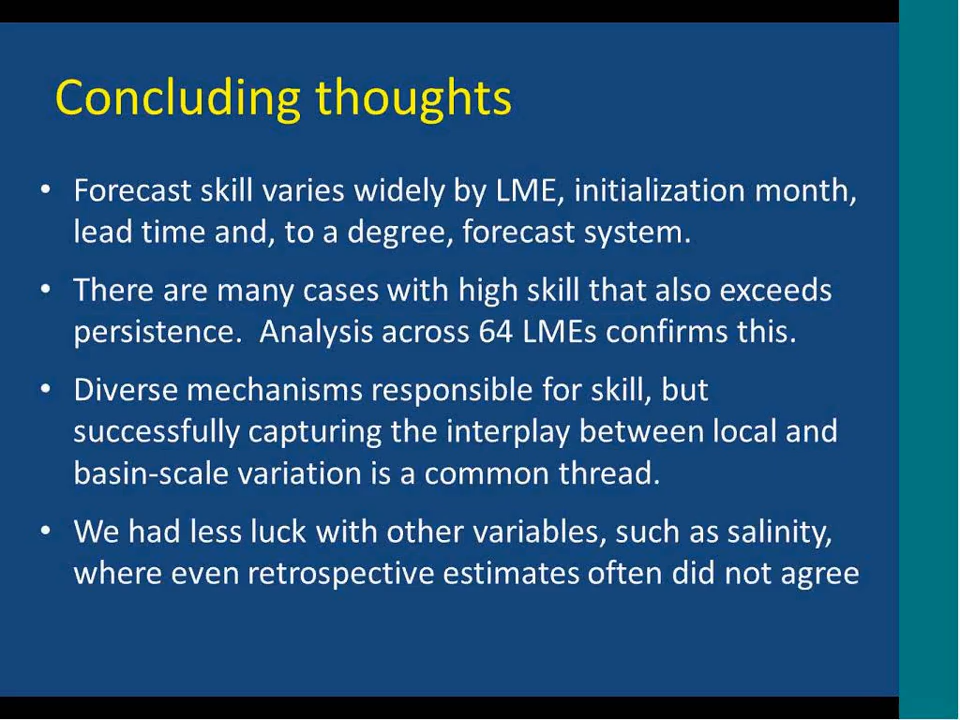 Concluding thoughts
• Forecast skill varies widely by LME, initialization month,
lead time and, to a degree, forecast system.
• There are many cases with high skill that also exceeds
persistence.  Analysis across 64 LMEs confirms this.
• Diverse mechanisms responsible for skill, but
successfully capturing the interplay between local and
basin-scale variation is a common thread.
• We had less luck with other variables, such as salinity,
where even retrospective estimates often did not agree